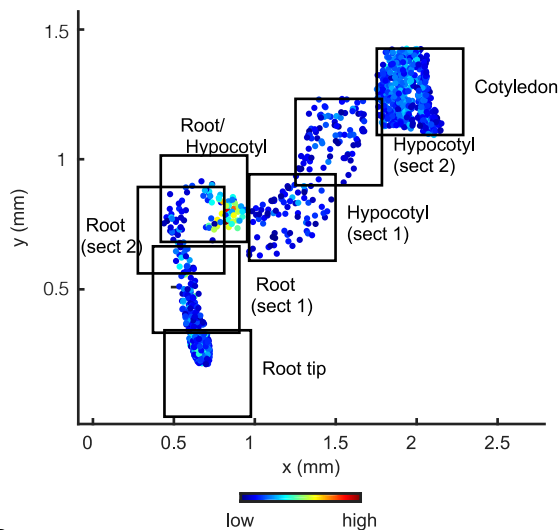 1.5
Cotyledon
Root/
Hypocotyl
Hypocotyl
(sect 2)
1
y (mm)
Root
(sect 2)
Hypocotyl
(sect 1)
0.5
Root
(sect 1)
Root tip
0 0.5 1 1.5 2 2.5
x (mm)
low high